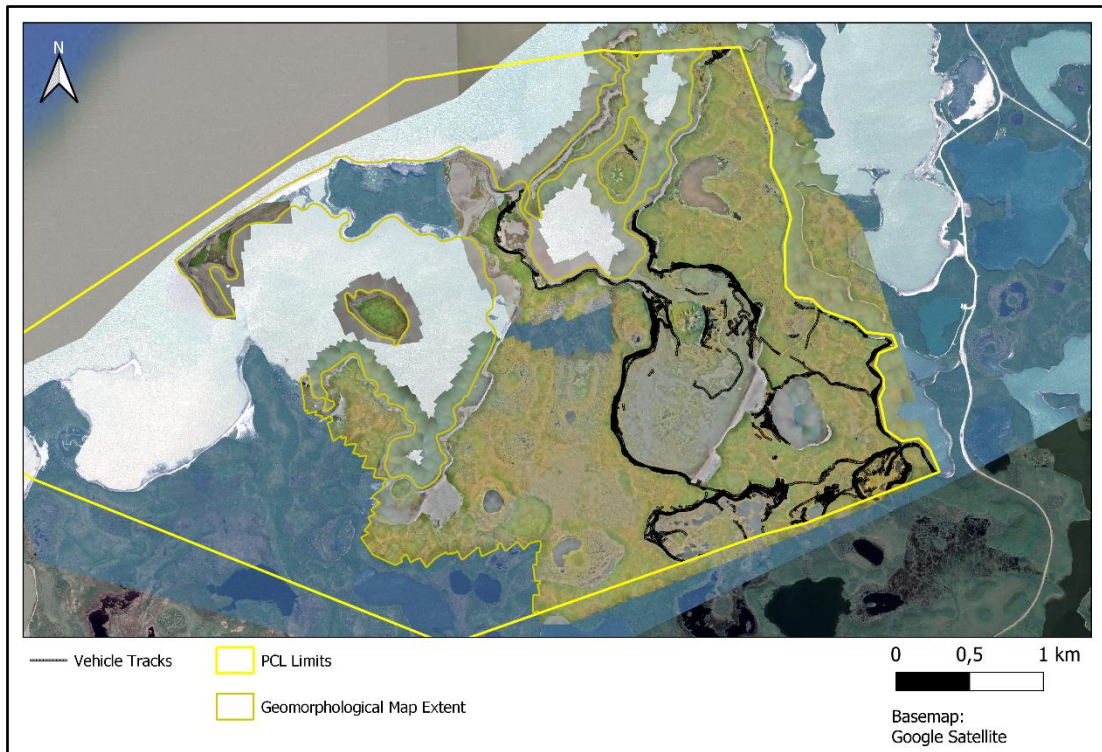 N
Vehicle Tracks
PCL Limits
Geomorphological Map Extent
0 0,5 1 km
Basemap:
Google Satellite